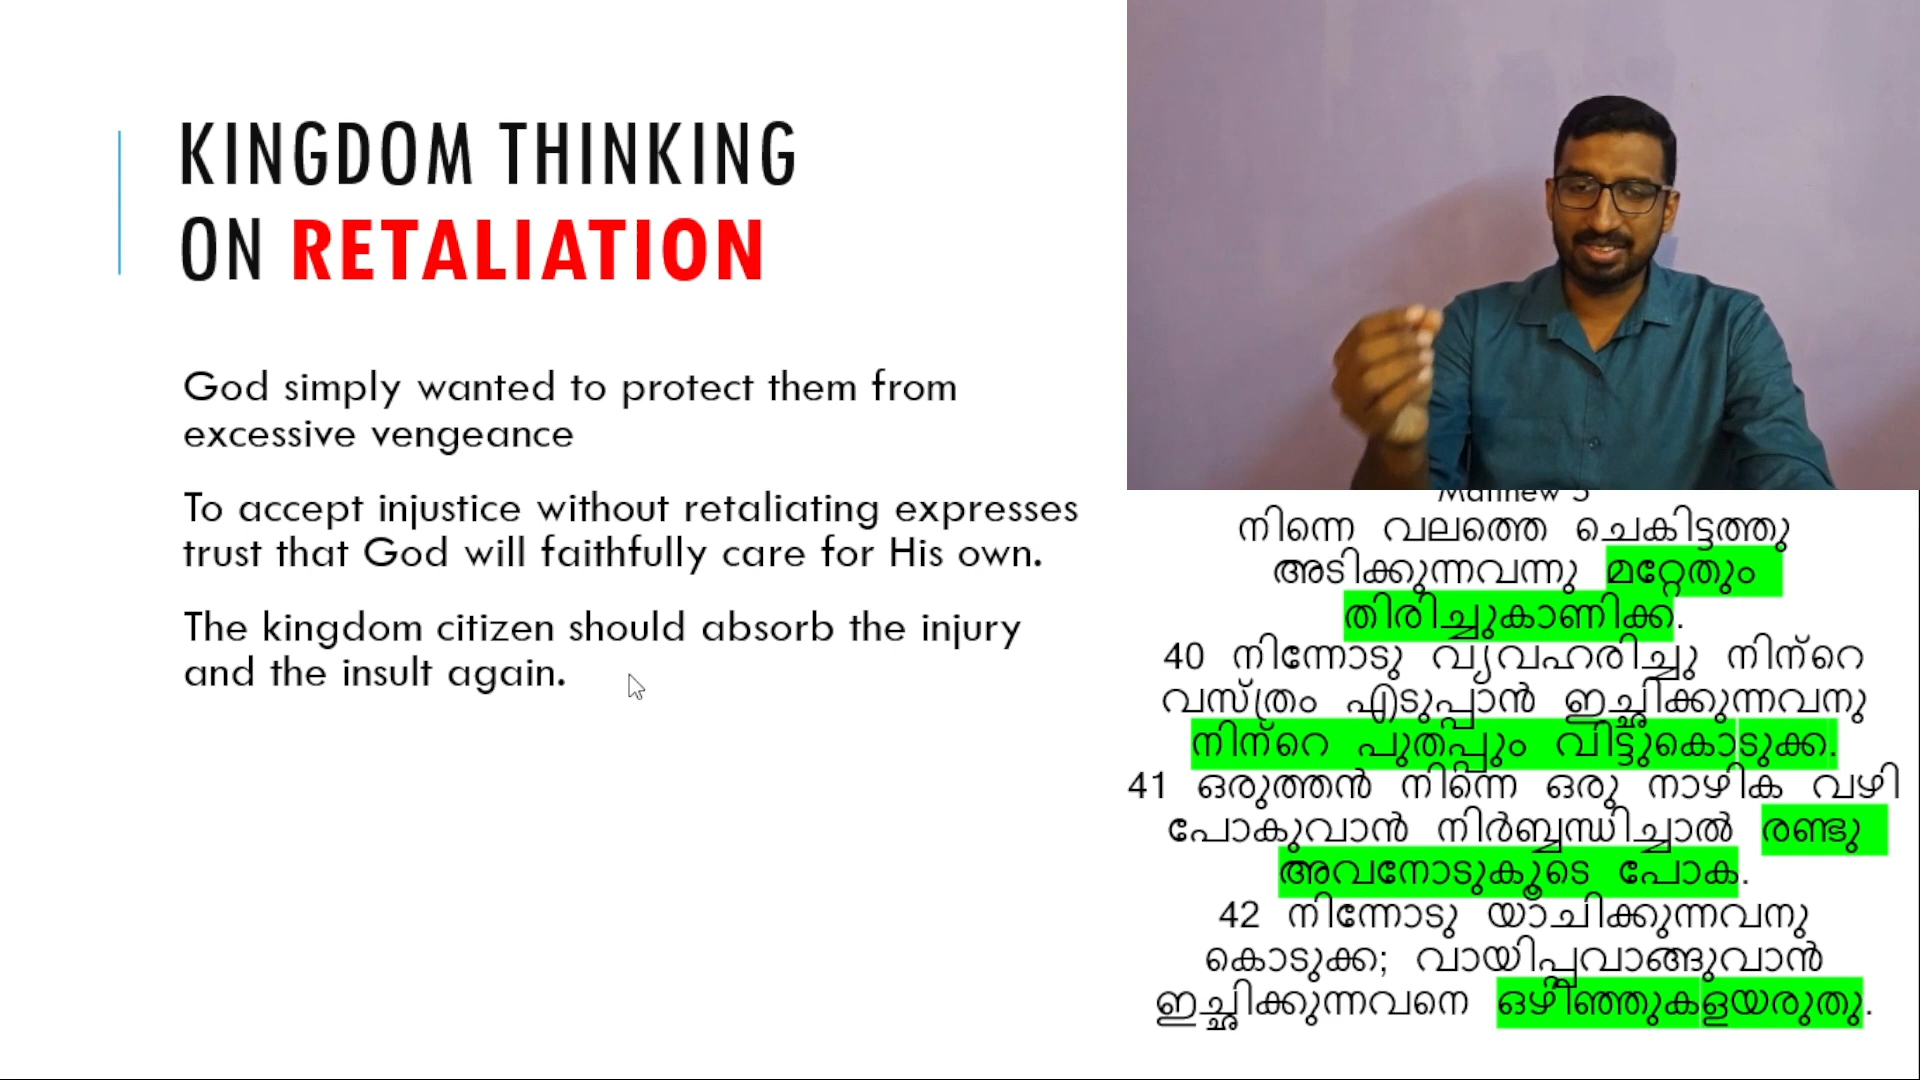 KINGDOM THINKING
ON RETALIATION
God simply wanted to protect them from
excessive vengeance
To accept injustice without retaliating expresses
trust that God will faithfully care for His own.
The kingdom citizen should absorb the injury
and the insult again.
Matthew 5
നിന്നെ വലത്തെ ചെകിട്ടത്തു
അടിക്കുന്നവന്നു മറ്റേതും
തിരിച്ചുകാണിക്ക.
40 നിന്നോടു വ്യവഹരിച്ചു നിന്റെ
വസ്ത്രം എടുപ്പാൻ ഇച്ഛിക്കുന്നവനു
നിന്റെ പുതപ്പും വിട്ടുകൊടുക്ക.
41 ഒരുത്തൻ നിന്നെ ഒരു നാഴിക വഴി
പോകുവാൻ നിർബ്ബന്ധിച്ചാൽ രണ്ടു
അവനോടുകൂടെ പോക.
42 നിന്നോടു യാചിക്കുന്നവനു
കൊടുക്ക; വായിപ്പവാങ്ങുവാൻ
ഇച്ഛിക്കുന്നവനെ ഒഴിഞ്ഞുകളയരുതു.